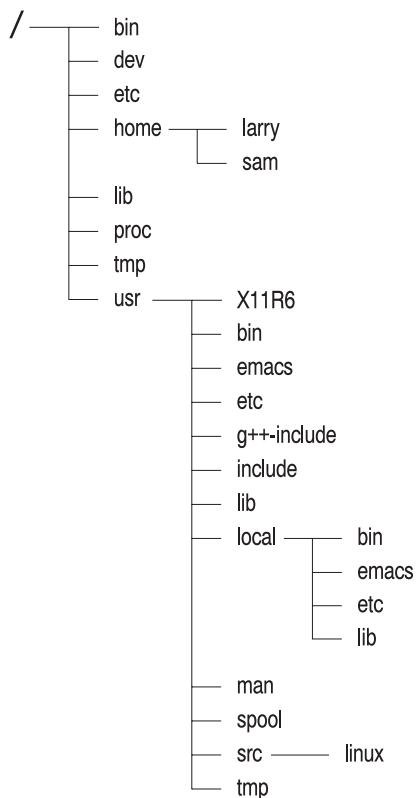 / bin
dev
etc
home larry
sam
lib
proc
tmp
usr X11R6
bin
emacs
etc
g++-include
include
lib
local bin
emacs
etc
lib
man
spool
src linux
tmp